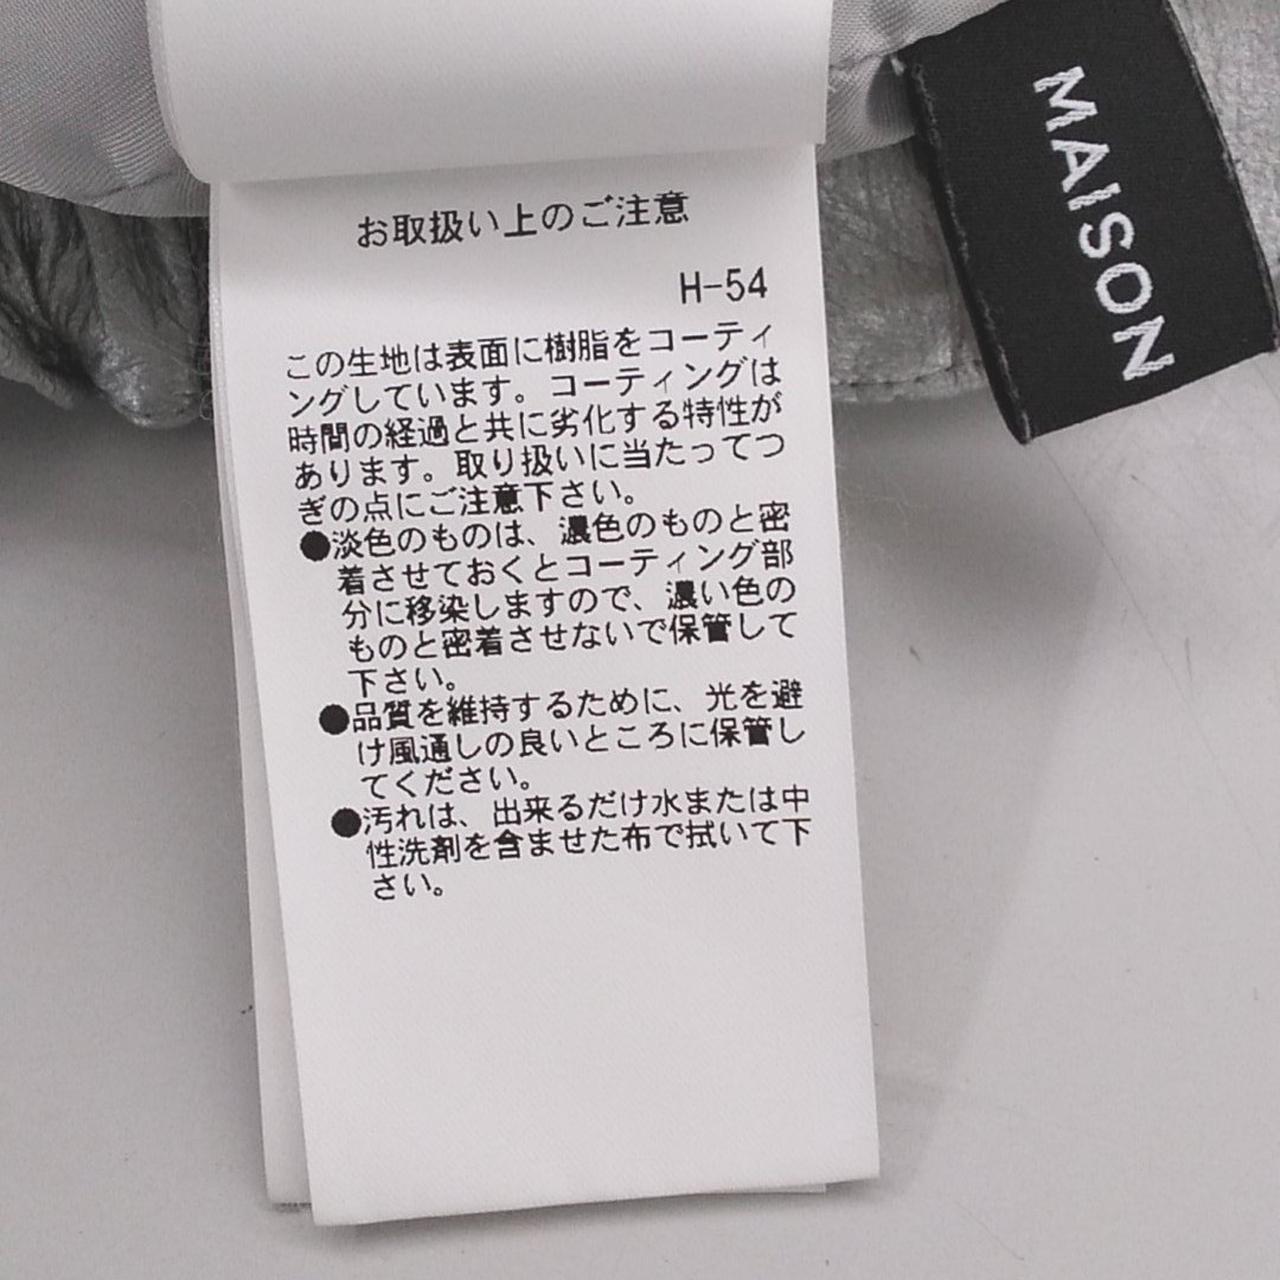 お取扱い上のご注意
H-54
この生地は表面に樹脂をコーティ
ングしています。コーティングは
時間の経過と共に劣化する特性が
あります。取り扱いに当たってつ
ぎの点にご注意下さい。
●淡色のものは、濃色のものと密
着させておくとコーティング部
分に移染しますので、濃い色の
ものと密着させないで保管して
下さい。
●品質を維持するために、光を避
け風通しの良いところに保管し
てください。
●汚れは、出来るだけ水または中
性洗剤を含ませた布で拭いて下
さい。
MAISON